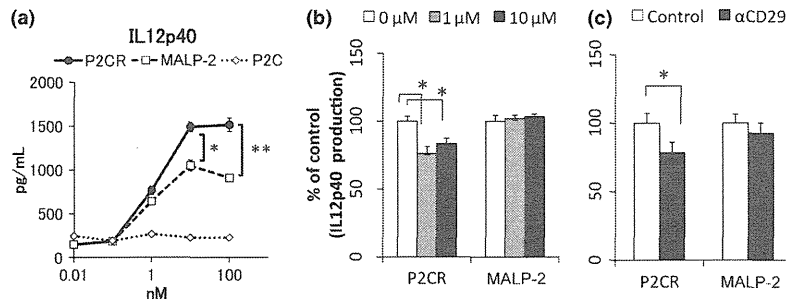 (a)
IL12p40
P2CR MALP-2 P2C
2000
1500
1000
500
0
pg/mL
*
**
0.01 1 100
nM
(b)
0 μM 1 μM 10 μM
% of control
(IL12p40 production)
150
100
50
0
*
*
P2CR MALP-2
(c)
Control αCD29
150
100
50
0
*
P2CR MALP-2